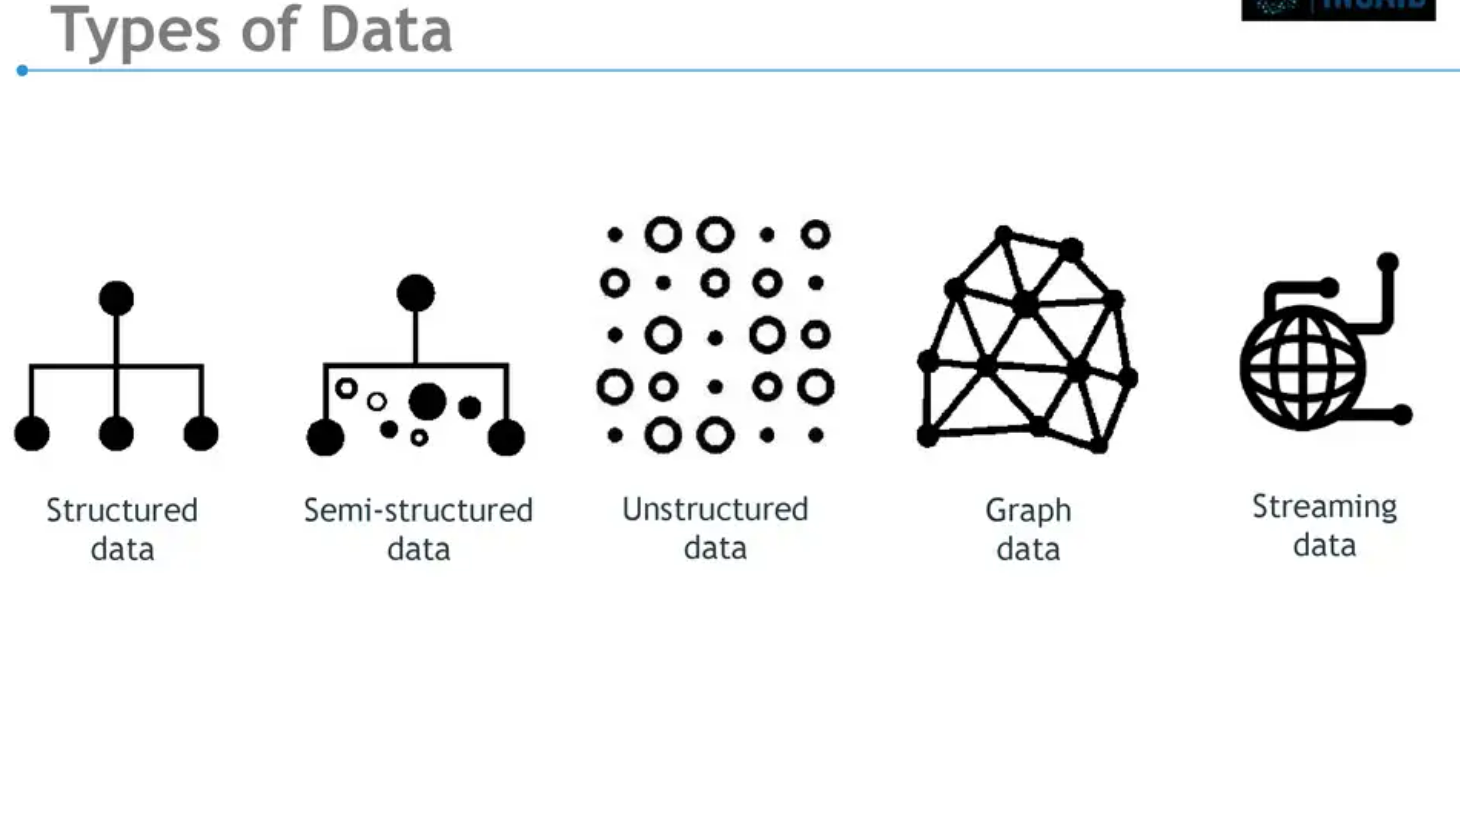 Types of Data
Structured
data
Semi-structured
data
Unstructured
data
Graph
data
Streaming
data